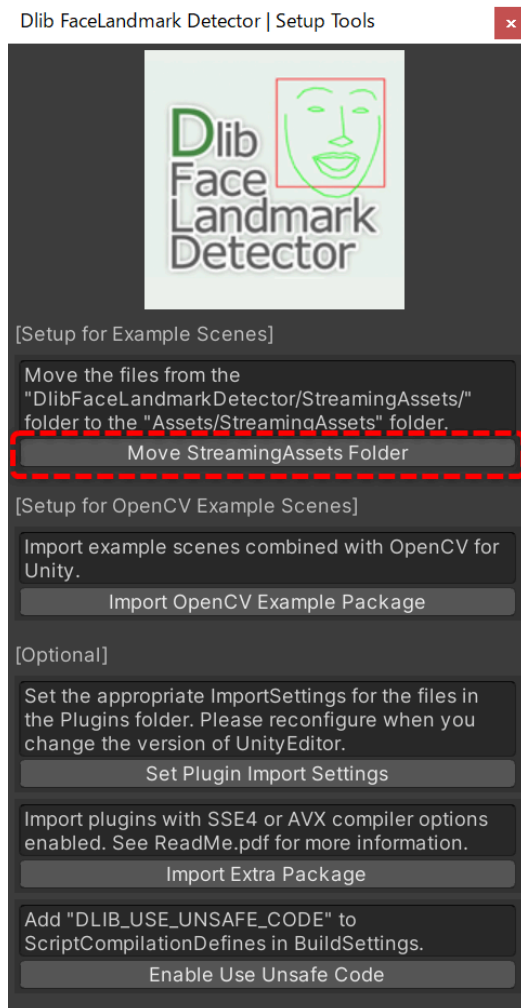 Dlib FaceLandmark Detector | Setup Tools
Dlib
Face
Landmark
Detector
[Setup for Example Scenes]
Move the files from the
"DlibFaceLandmarkDetector/StreamingAssets/"
folder to the "Assets/StreamingAssets" folder.
Move StreamingAssets Folder
[Setup for OpenCV Example Scenes]
Import example scenes combined with OpenCV for
Unity.
Import OpenCV Example Package
[Optional]
Set the appropriate ImportSettings for the files in
the Plugins folder. Please reconfigure when you
change the version of UnityEditor.
Set Plugin Import Settings
Import plugins with SSE4 or AVX compiler options
enabled. See ReadMe.pdf for more information.
Import Extra Package
Add "DLIB_USE_UNSAFE_CODE" to
ScriptCompilationDefines in BuildSettings.
Enable Use Unsafe Code